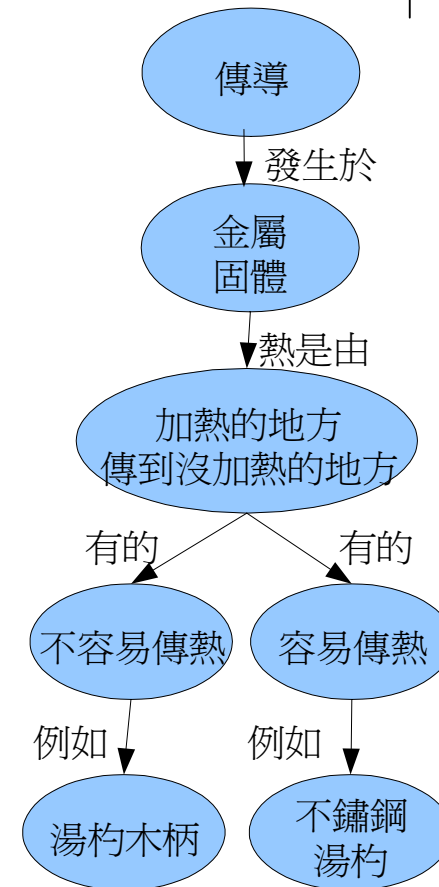 傳導
發生於
金屬
固體
熱是由
加熱的地方
傳到沒加熱的地方
有的
有的
不容易傳熱
容易傳熱
例如
例如
湯杓木柄
不鏽鋼
湯杓